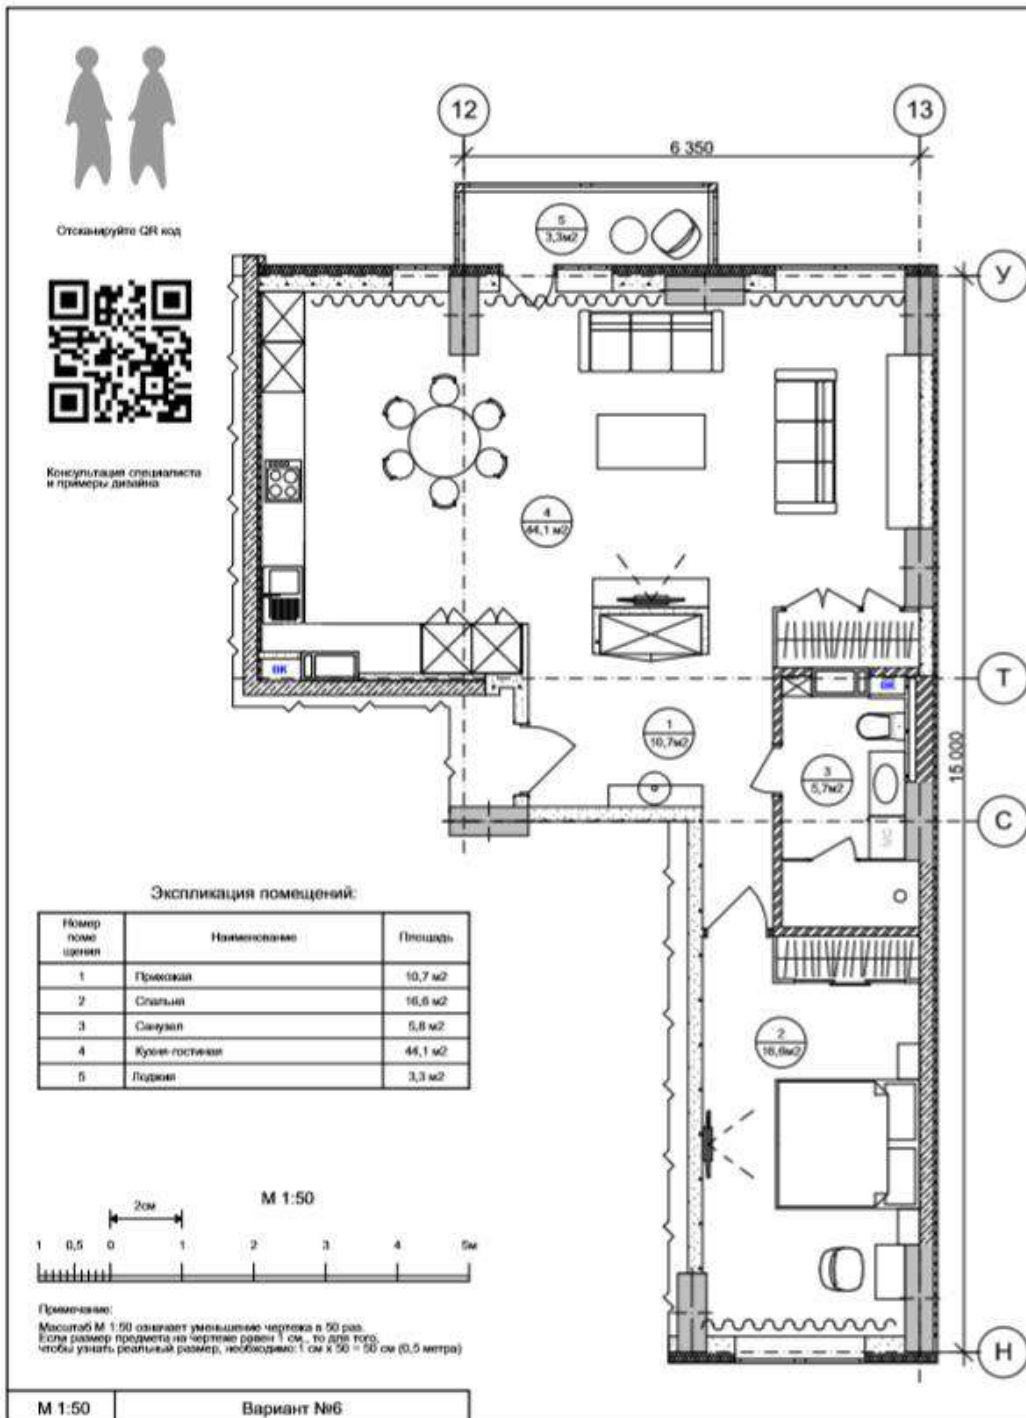 12
13
6 350
Отсканируйте QR код
5
3,3м2
У
Консультация специалиста
и примеры дизайна
4
44,1 м2
ВК
Т
ВК
1
10,7м2
3
5,7м2
15 000
С
Экспликация помещений:
Номер
поме
щения
Наименование
Площадь
1 Прихожая 10,7 м2
2 Спальня 16,6 м2
3 Санузел 5,8 м2
4 Кухня-гостиная 44,1 м2
5 Лоджия 3,3 м2
2
16,6м2
М 1:50
2см
1 0,5 0 1 2 3 4 5м
Примечание:
Масштаб М 1:50 означает уменьшение чертежа в 50 раз.
Если размер предмета на чертеже равен 1 см., то для того,
чтобы узнать реальный размер, необходимо: 1 см х 50 = 50 см (0,5 метра)
Н
М 1:50 Вариант №6